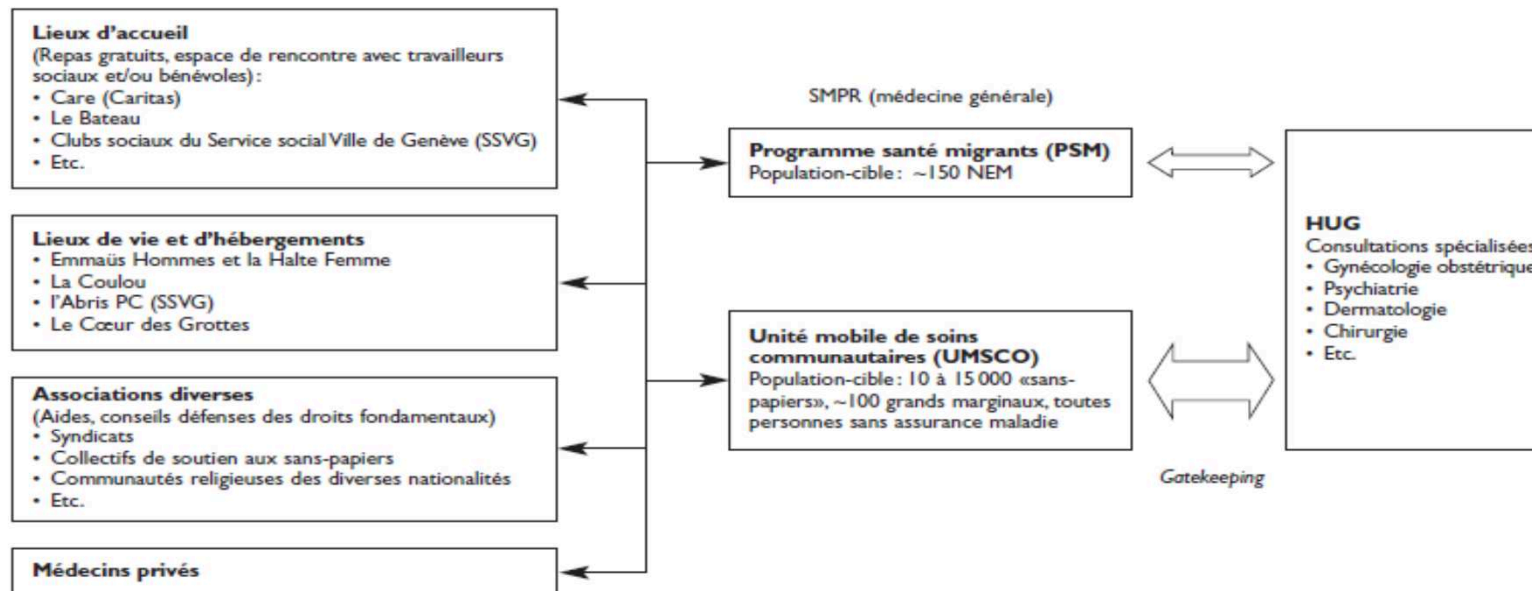 Lieux d'accueil
(Repas gratuits, espace de rencontre avec travailleurs
sociaux et/ou bénévoles) :
• Care (Caritas)
• Le Bateau
• Clubs sociaux du Service social Ville de Genève (SSVG)
• Etc.
Lieux de vie et d'hébergements
• Emmaüs Hommes et la Halte Femme
• La Coulou
• l'Abris PC (SSVG)
• Le Cœur des Grottes
Associations diverses
(Aides, conseils défenses des droits fondamentaux)
• Syndicats
• Collectifs de soutien aux sans-papiers
• Communautés religieuses des diverses nationalités
• Etc.
Médecins privés
SMPR (médecine générale)
Programme santé migrants (PSM)
Population-cible : ~150 NEM
Unité mobile de soins
communautaires (UMSCO)
Population-cible : 10 à 15 000 «sans-
papiers», ~100 grands marginaux, toutes
personnes sans assurance maladie
Gatekeeping
HUG
Consultations spécialisées
• Gynécologie obstétrique
• Psychiatrie
• Dermatologie
• Chirurgie
• Etc.